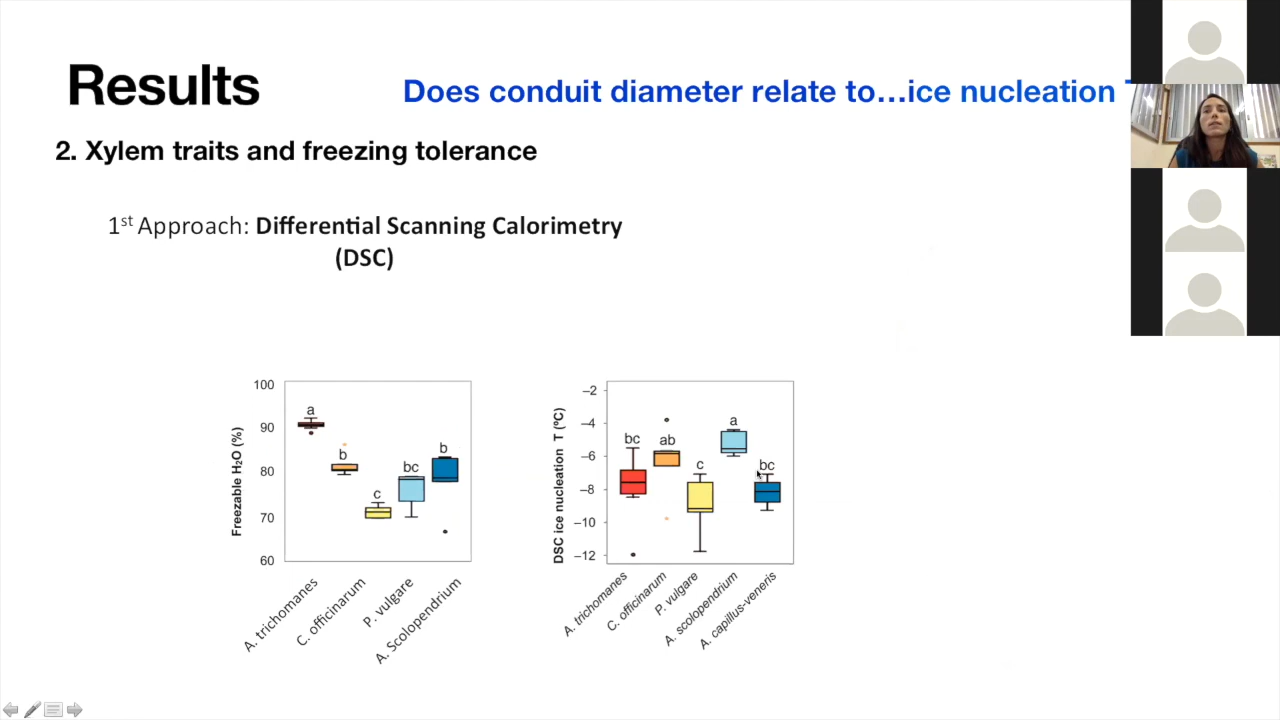 Results
Does conduit diameter relate to…ice nucleation
2. Xylem traits and freezing tolerance
1st Approach: Differential Scanning Calorimetry
(DSC)
Freezable H₂O (%)
100
90
80
70
60
a
b
c
bc
b
A. trichomanes
C. officinarum
P. vulgare
A. Scolopendrium
DSC ice nucleation T (ºC)
–2
–4
–6
–8
–10
–12
bc
ab
c
a
bc
A. trichomanes
C. officinarum
P. vulgare
A. scolopendrium
A. capillus-veneris